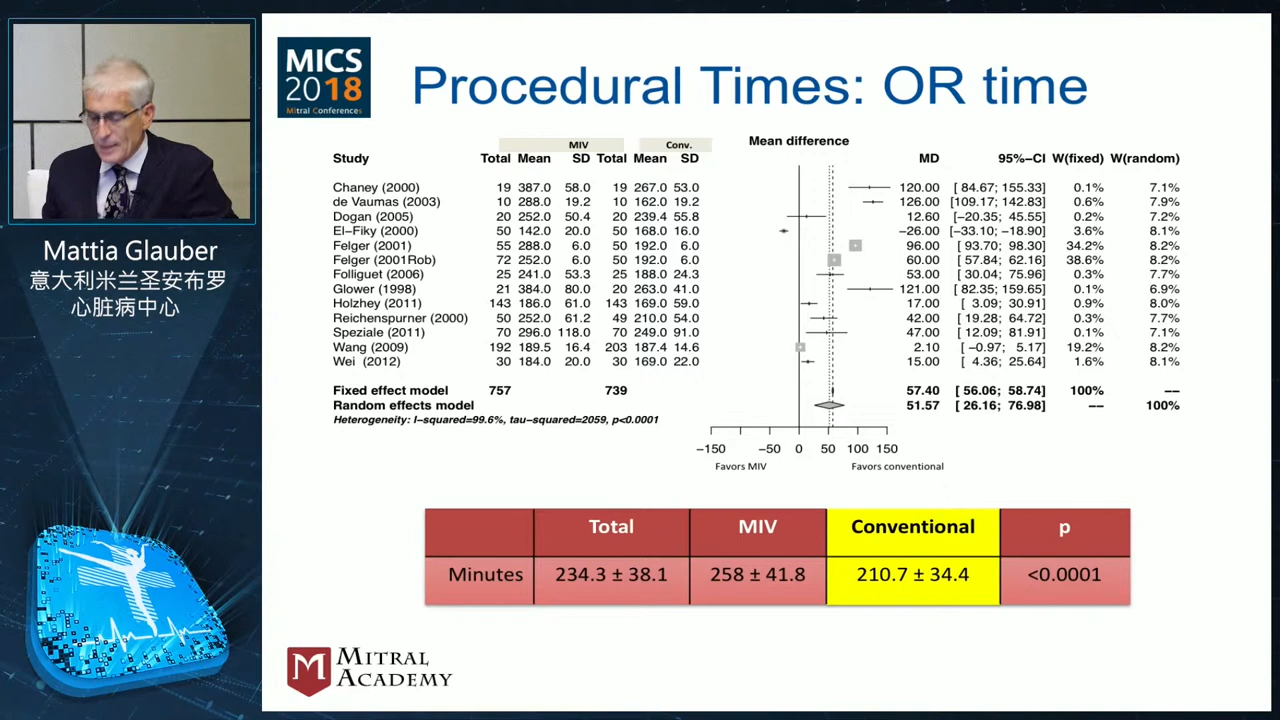 MICS
2018
Mitral Conferences
Procedural Times: OR time
MIV Conv. Mean difference
Study Total Mean SD Total Mean SD MD 95%-CI W(fixed) W(random)
Chaney (2000) 19 387.0 58.0 19 267.0 53.0 120.00 [ 84.67; 155.33] 0.1% 7.1%
de Vaumas (2003) 10 288.0 19.2 10 162.0 19.2 126.00 [109.17; 142.83] 0.6% 7.9%
Dogan (2005) 20 252.0 50.4 20 239.4 55.8 12.60 [−20.35; 45.55] 0.2% 7.2%
El−Fiky (2000) 50 142.0 20.0 50 168.0 16.0 −26.00 [−33.10; −18.90] 3.6% 8.1%
Felger (2001) 55 288.0 6.0 50 192.0 6.0 96.00 [ 93.70; 98.30] 34.2% 8.2%
Felger (2001Rob) 72 252.0 6.0 50 192.0 6.0 60.00 [ 57.84; 62.16] 38.6% 8.2%
Folliguet (2006) 25 241.0 53.3 25 188.0 24.3 53.00 [ 30.04; 75.96] 0.3% 7.7%
Glower (1998) 21 384.0 80.0 20 263.0 41.0 121.00 [ 82.35; 159.65] 0.1% 6.9%
Holzhey (2011) 143 186.0 61.0 143 169.0 59.0 17.00 [ 3.09; 30.91] 0.9% 8.0%
Reichenspurner (2000) 50 252.0 61.2 49 210.0 54.0 42.00 [ 19.28; 64.72] 0.3% 7.7%
Speziale (2011) 70 296.0 118.0 70 249.0 91.0 47.00 [ 12.09; 81.91] 0.1% 7.1%
Wang (2009) 192 189.5 16.4 203 187.4 14.6 2.10 [ −0.97; 5.17] 19.2% 8.2%
Wei (2012) 30 184.0 20.0 30 169.0 22.0 15.00 [ 4.36; 25.64] 1.6% 8.1%
Fixed effect model 757 739 57.40 [ 56.06; 58.74] 100% −−
Random effects model 51.57 [ 26.16; 76.98] −− 100%
Heterogeneity: I−squared=99.6%, tau−squared=2059, p<0.0001
−150 −50 0 50 100 150
Favors MIV Favors conventional
Total MIV Conventional p
Minutes 234.3 ± 38.1 258 ± 41.8 210.7 ± 34.4 <0.0001
MITRAL
ACADEMY
Mattia Glauber
意大利米兰圣安布罗
心脏病中心